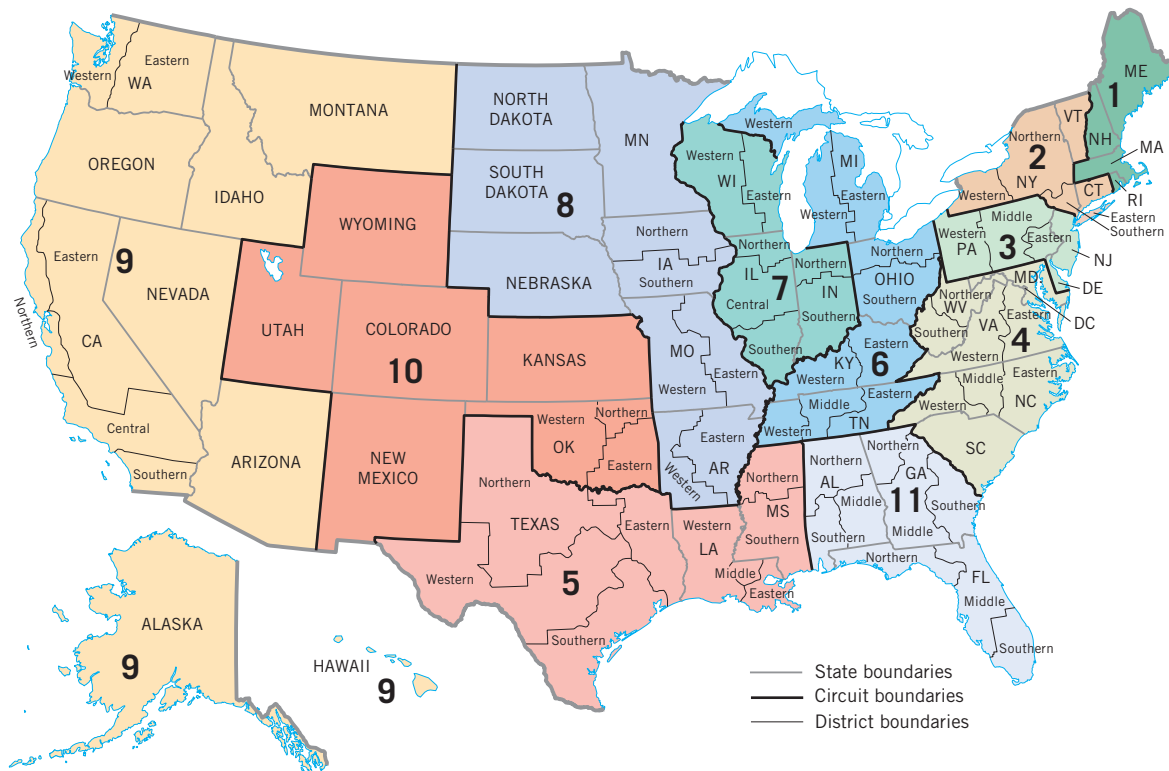 Western
Eastern
WA
OREGON
IDAHO
MONTANA
WYOMING
9
Eastern
Northern
CA
Central
Southern
NEVADA
UTAH
COLORADO
10
ARIZONA
NEW
MEXICO
KANSAS
Western
OK
Northern
Eastern
NORTH
DAKOTA
SOUTH
DAKOTA
8
NEBRASKA
MN
Northern
IA
Southern
MO
Western
Eastern
Eastern
Western
AR
Northern
TEXAS
Eastern
Western
5
Southern
Western
LA
Middle
Eastern
Northern
MS
Southern
Western
WI
Eastern
Northern
IL
7
Central
Southern
Northern
IN
Southern
Western
MI
Eastern
Western
Northern
OHIO
Southern
Eastern
KY
6
Western
Eastern
Middle
TN
Western
Northern
AL
Middle
Southern
Northern
GA
11
Southern
Middle
Northern
FL
Middle
Southern
ME
1
VT
NH
MA
RI
Northern
2
NY
Western
CT
Eastern
Southern
Middle
Western
PA
3
Eastern
NJ
DE
MD
DC
Northern
WV
Southern
VA
Eastern
4
Western
Middle
Eastern
Western
NC
SC
ALASKA
9
HAWAII
9
State boundaries
Circuit boundaries
District boundaries